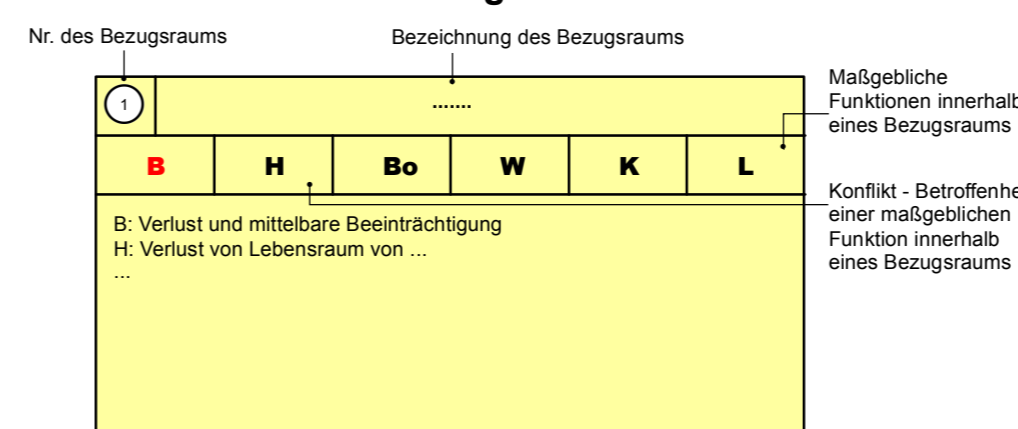 Nr. des Bezugsraums
Bezeichnung des Bezugsraums
1
.......
Maßgebliche
Funktionen innerhalb
eines Bezugsraums
B H Bo W K L
Konflikt - Betroffenhe
einer maßgeblichen
Funktion innerhalb
eines Bezugsraums
B: Verlust und mittelbare Beeinträchtigung
H: Verlust von Lebensraum von ...
...